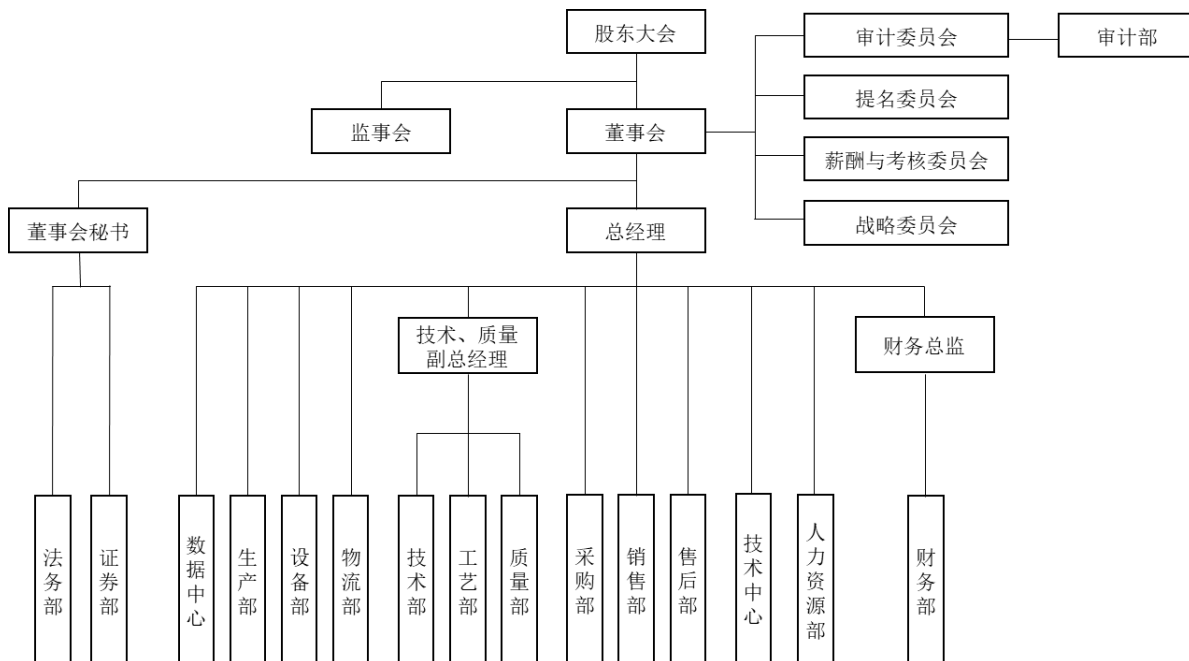 股东大会
审计委员会
审计部
提名委员会
监事会
董事会
薪酬与考核委员会
董事会秘书
总经理
战略委员会
技术、质量
副总经理
财务总监
法务部
证券部
数据中心
生产部
设备部
物流部
技术部
工艺部
质量部
采购部
销售部
售后部
技术中心
人力资源部
财务部